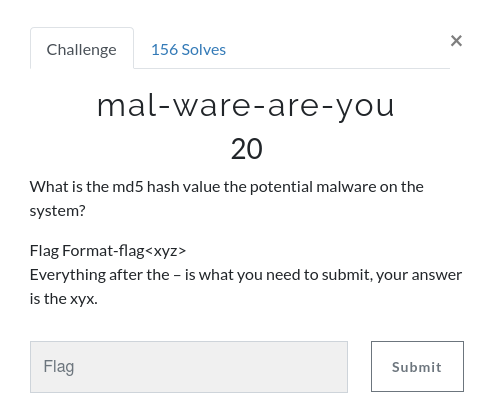 Challenge
156 Solves
×
mal-ware-are-you
20
What is the md5 hash value the potential malware on the
system?
Flag Format-flag<xyz>
Everything after the – is what you need to submit, your answer
is the xyx.
Flag
Submit